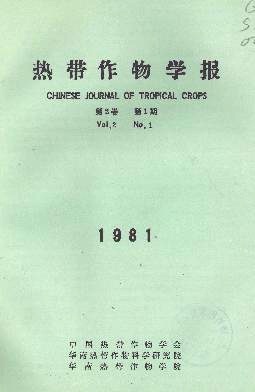 热带作物学报
CHINESE JOURNAL OF TROPICAL CROPS
第2卷 第1期
Vol.2 No.1
1981
中国热带作物学会
华南热带作物科学研究院
华南热带作物学院